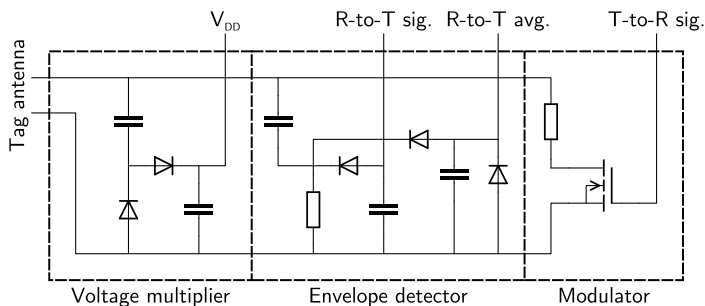 V_DD
R-to-T sig.
R-to-T avg.
T-to-R sig.
Tag antenna
Voltage multiplier
Envelope detector
Modulator